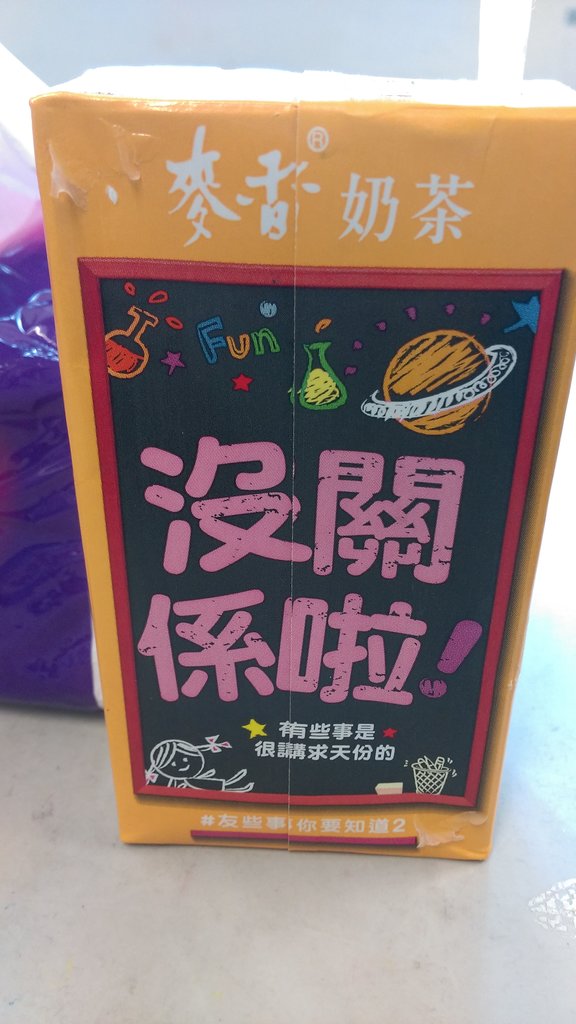 麥香® 奶茶
Fun
沒關
係啦!
有些事是
很講求天份的
#友些事你要知道2